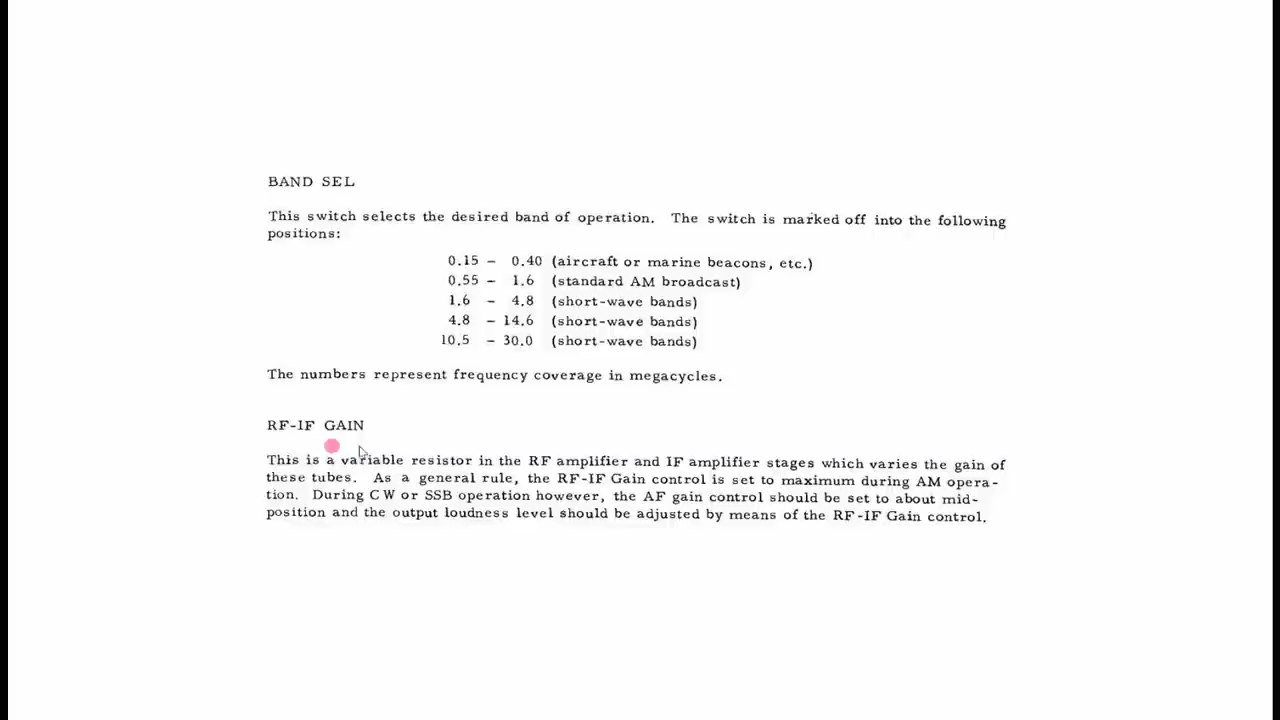 BAND SEL
This switch selects the desired band of operation. The switch is marked off into the following
positions:
0.15 - 0.40 (aircraft or marine beacons, etc.)
0.55 - 1.6 (standard AM broadcast)
1.6 - 4.8 (short-wave bands)
4.8 - 14.6 (short-wave bands)
10.5 - 30.0 (short-wave bands)
The numbers represent frequency coverage in megacycles.
RF-IF GAIN
This is a variable resistor in the RF amplifier and IF amplifier stages which varies the gain of
these tubes. As a general rule, the RF-IF Gain control is set to maximum during AM opera-
tion. During CW or SSB operation however, the AF gain control should be set to about mid-
position and the output loudness level should be adjusted by means of the RF-IF Gain control.